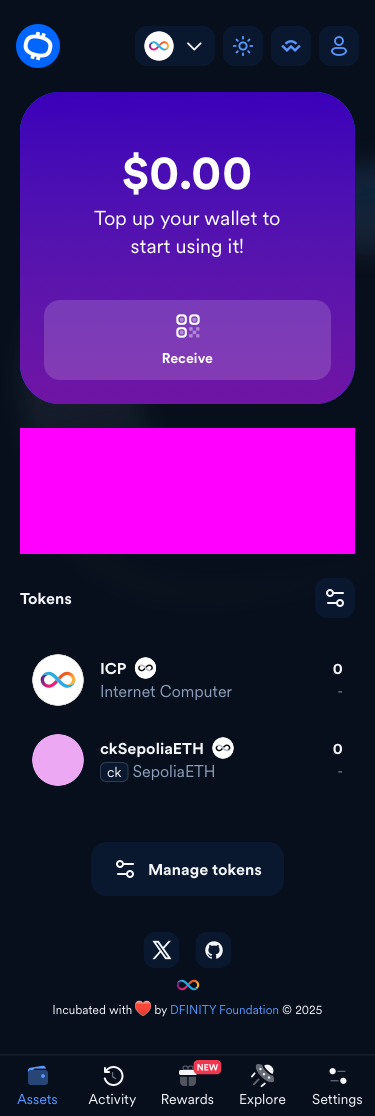 $0.00
Top up your wallet to
start using it!
Receive
Tokens
ICP 0
Internet Computer -
ckSepoliaETH 0
ck SepoliaETH -
Manage tokens
Incubated with ❤️ by DFINITY Foundation © 2025
NEW
Assets Activity Rewards Explore Settings